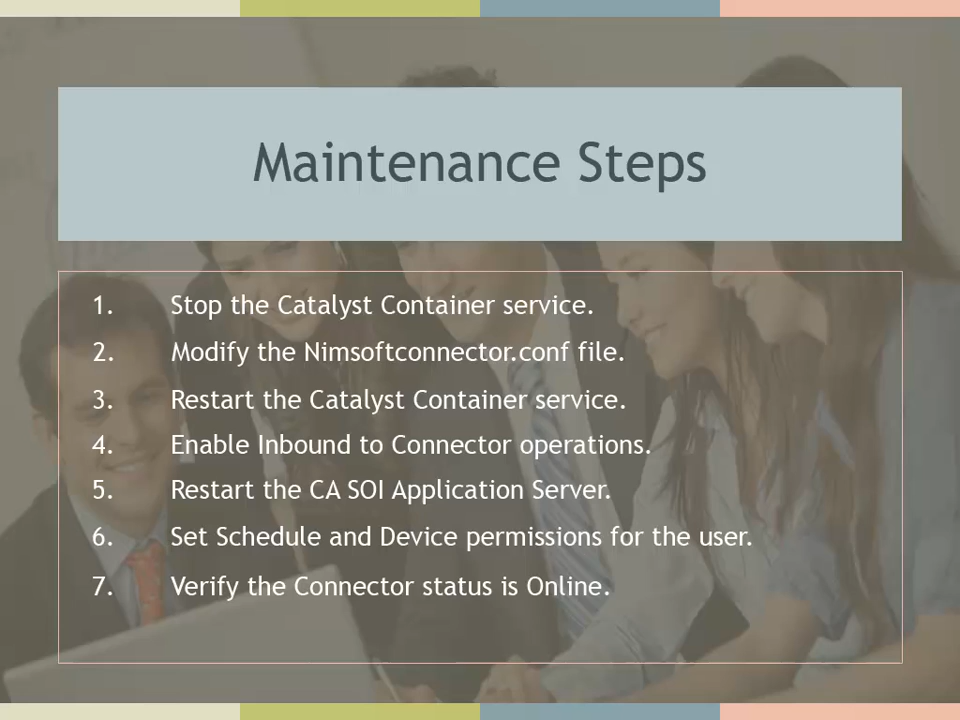 Maintenance Steps
1. Stop the Catalyst Container service.
2. Modify the Nimsoftconnector.conf file.
3. Restart the Catalyst Container service.
4. Enable Inbound to Connector operations.
5. Restart the CA SOI Application Server.
6. Set Schedule and Device permissions for the user.
7. Verify the Connector status is Online.